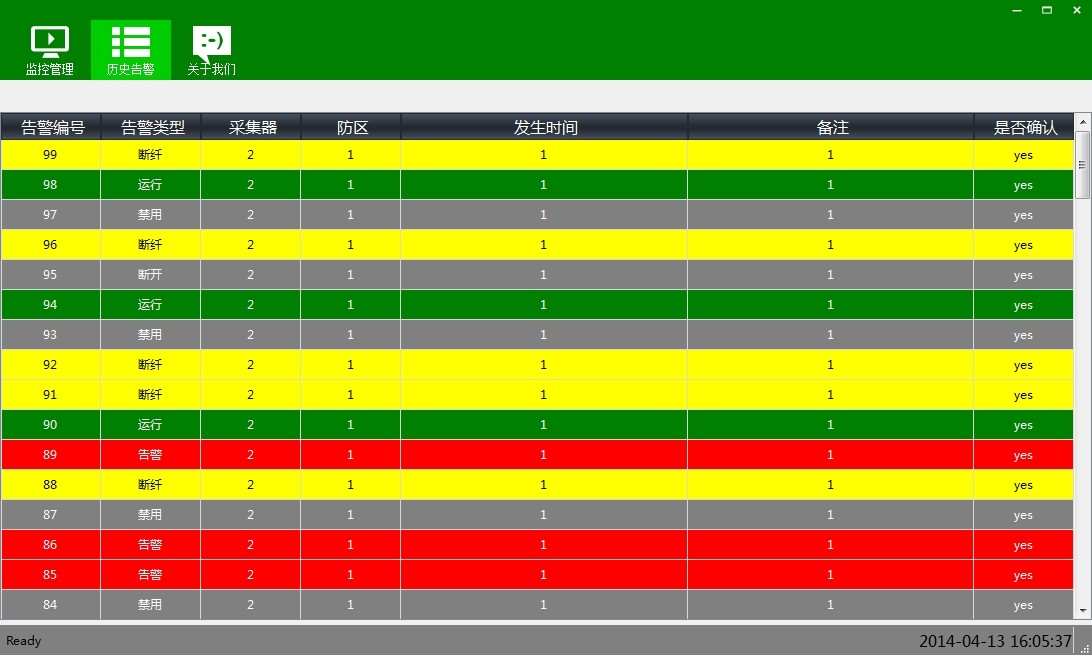 监控管理 历史告警 关于我们
告警编号 告警类型 采集器 防区 发生时间 备注 是否确认
99 断纤 2 1 1 1 yes
98 运行 2 1 1 1 yes
97 禁用 2 1 1 1 yes
96 断纤 2 1 1 1 yes
95 断开 2 1 1 1 yes
94 运行 2 1 1 1 yes
93 禁用 2 1 1 1 yes
92 断纤 2 1 1 1 yes
91 断纤 2 1 1 1 yes
90 运行 2 1 1 1 yes
89 告警 2 1 1 1 yes
88 断纤 2 1 1 1 yes
87 禁用 2 1 1 1 yes
86 告警 2 1 1 1 yes
85 告警 2 1 1 1 yes
84 禁用 2 1 1 1 yes
Ready 2014-04-13 16:05:37